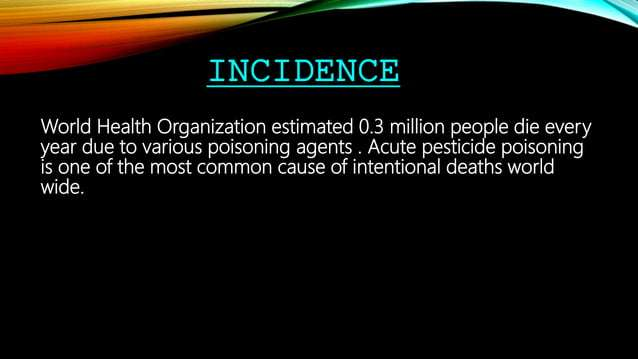 INCIDENCE
World Health Organization estimated 0.3 million people die every
year due to various poisoning agents . Acute pesticide poisoning
is one of the most common cause of intentional deaths world
wide.